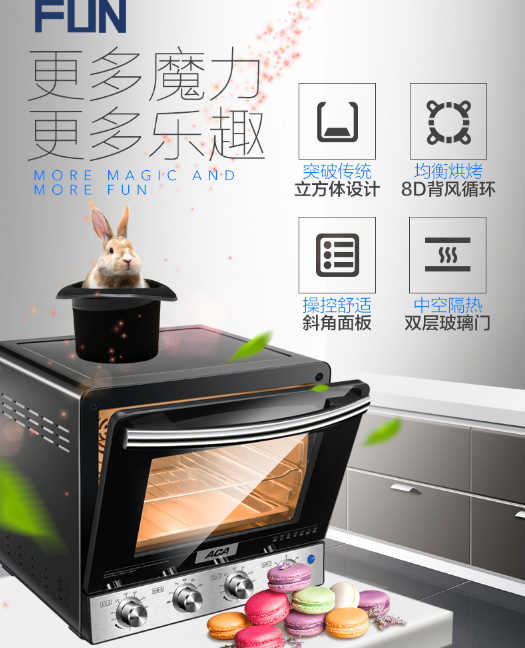 FUN
更多魔力
更多乐趣
MORE MAGIC AND
MORE FUN
突破传统
立方体设计
均衡烘烤
8D背风循环
操控舒适
斜角面板
中空隔热
双层玻璃门
ACA